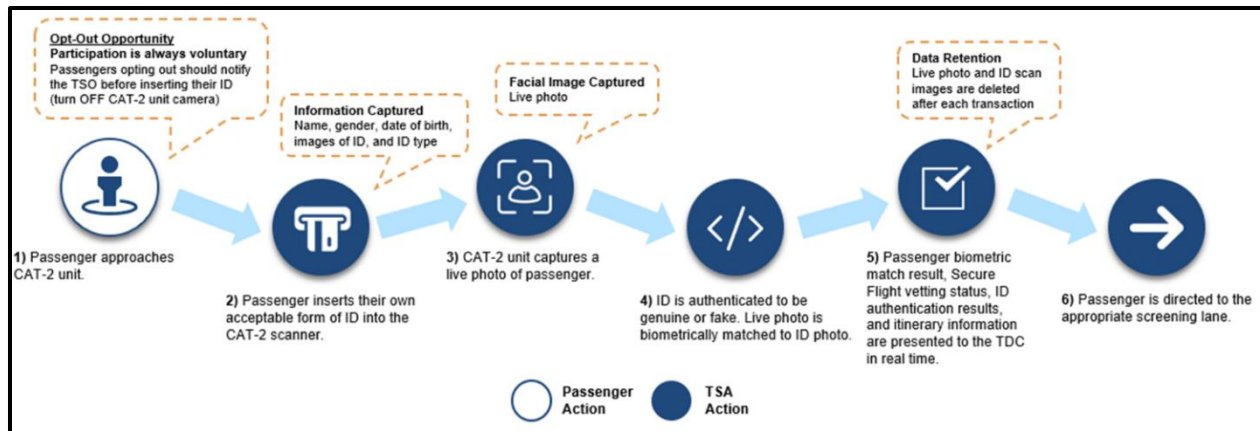 Opt-Out Opportunity
Participation is always voluntary
Passengers opting out should notify
the TSO before inserting their ID
(turn OFF CAT-2 unit camera)
Information Captured
Name, gender, date of birth,
images of ID, and ID type
Facial Image Captured
Live photo
Data Retention
Live photo and ID scan
images are deleted
after each transaction
1) Passenger approaches
CAT-2 unit.
2) Passenger inserts their own
acceptable form of ID into the
CAT-2 scanner.
3) CAT-2 unit captures a
live photo of passenger.
4) ID is authenticated to be
genuine or fake. Live photo is
biometrically matched to ID photo.
5) Passenger biometric
match result, Secure
Flight vetting status, ID
authentication results,
and itinerary information
are presented to the TDC
in real time.
6) Passenger is directed to the
appropriate screening lane.
Passenger
Action
TSA
Action